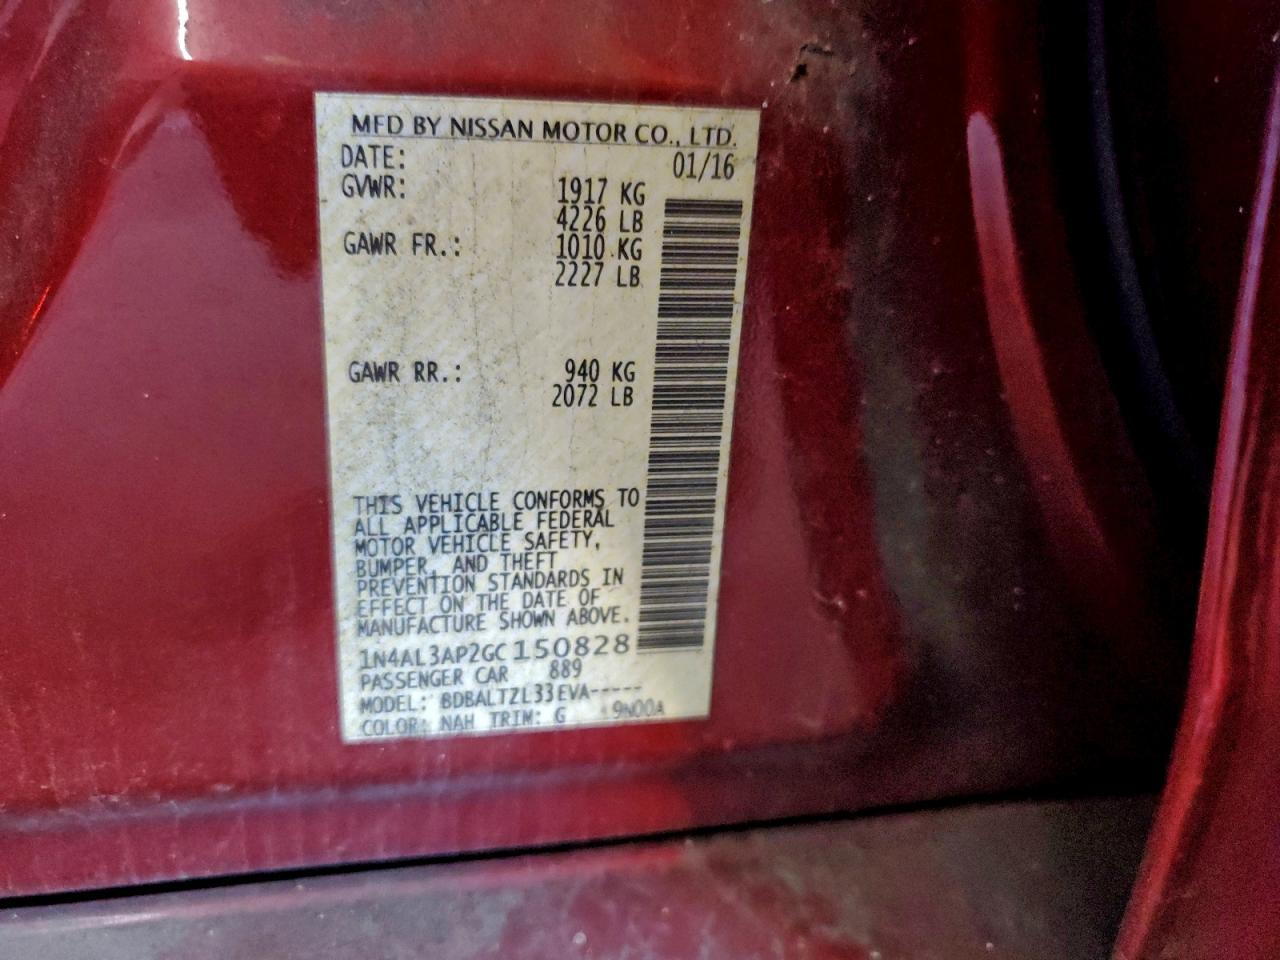 MFD BY NISSAN MOTOR CO., LTD.
DATE: 01/16
GVWR: 1917 KG
4226 LB
GAWR FR.: 1010 KG
2227 LB
GAWR RR.: 940 KG
2072 LB
THIS VEHICLE CONFORMS TO
ALL APPLICABLE FEDERAL
MOTOR VEHICLE SAFETY,
BUMPER, AND THEFT
PREVENTION STANDARDS IN
EFFECT ON THE DATE OF
MANUFACTURE SHOWN ABOVE.
1N4AL3AP2GC150828
PASSENGER CAR 889
MODEL: BDBALTZL33EVA-----
COLOR: NAH TRIM: G 9N00A